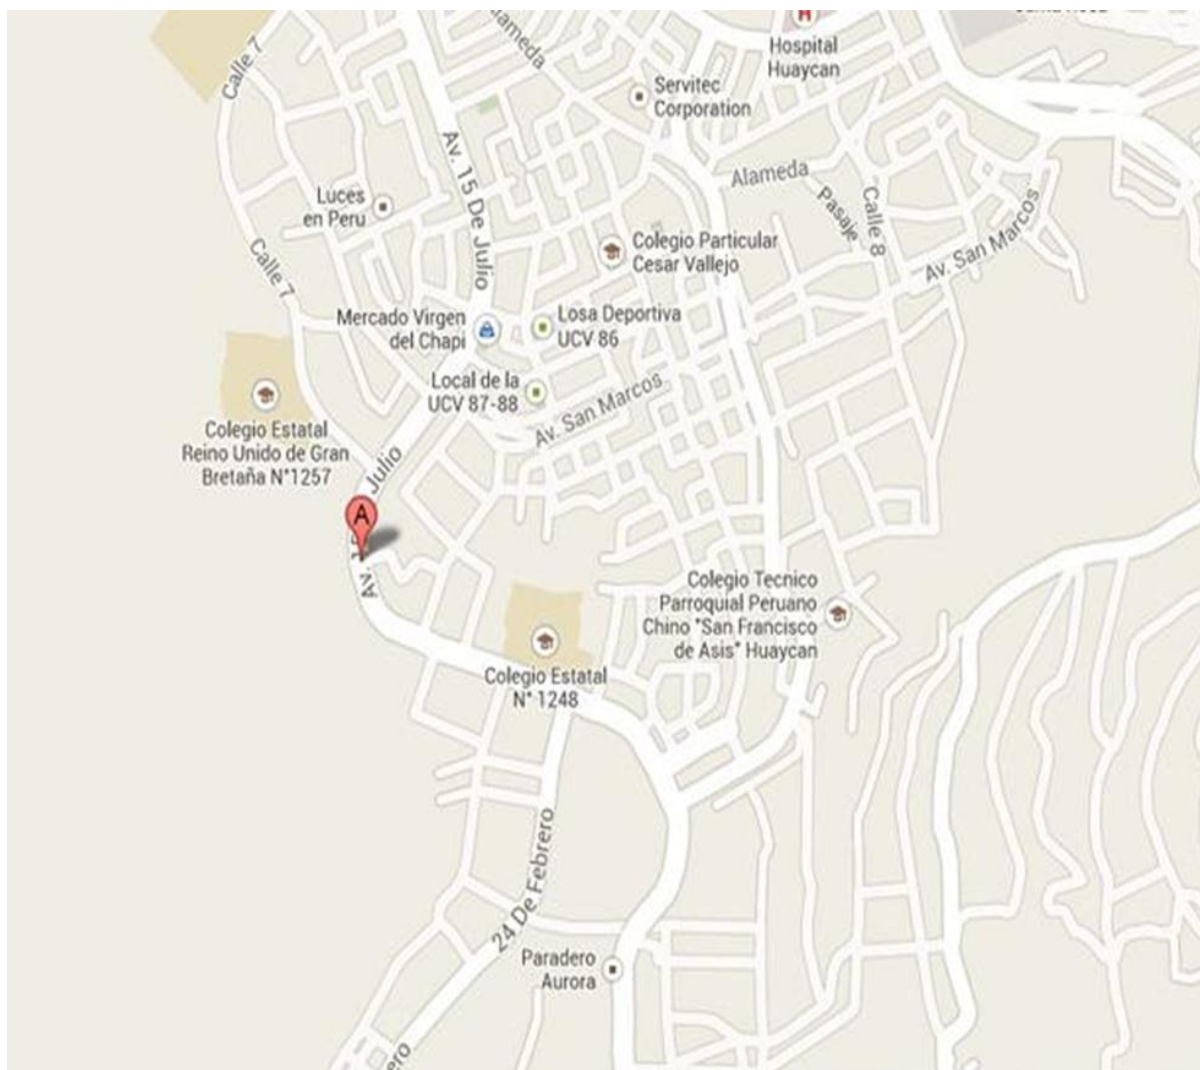 Calle 7
Alameda
Hospital
Huaycan
Servitec
Corporation
Av. 15 De Julio
Alameda
Pasaje
Calle 8
Luces
en Peru
Av. San Marcos
Colegio Particular
Cesar Vallejo
Calle 7
Mercado Virgen
del Chapi
Losa Deportiva
UCV 86
Local de la
UCV 87-88
Av. San Marcos
Colegio Estatal
Reino Unido de Gran
Bretaña N°1257
Julio
A
Av.
Colegio Tecnico
Parroquial Peruano
Chino "San Francisco
de Asis" Huaycan
Colegio Estatal
N° 1248
24 De Febrero
Paradero
Aurora